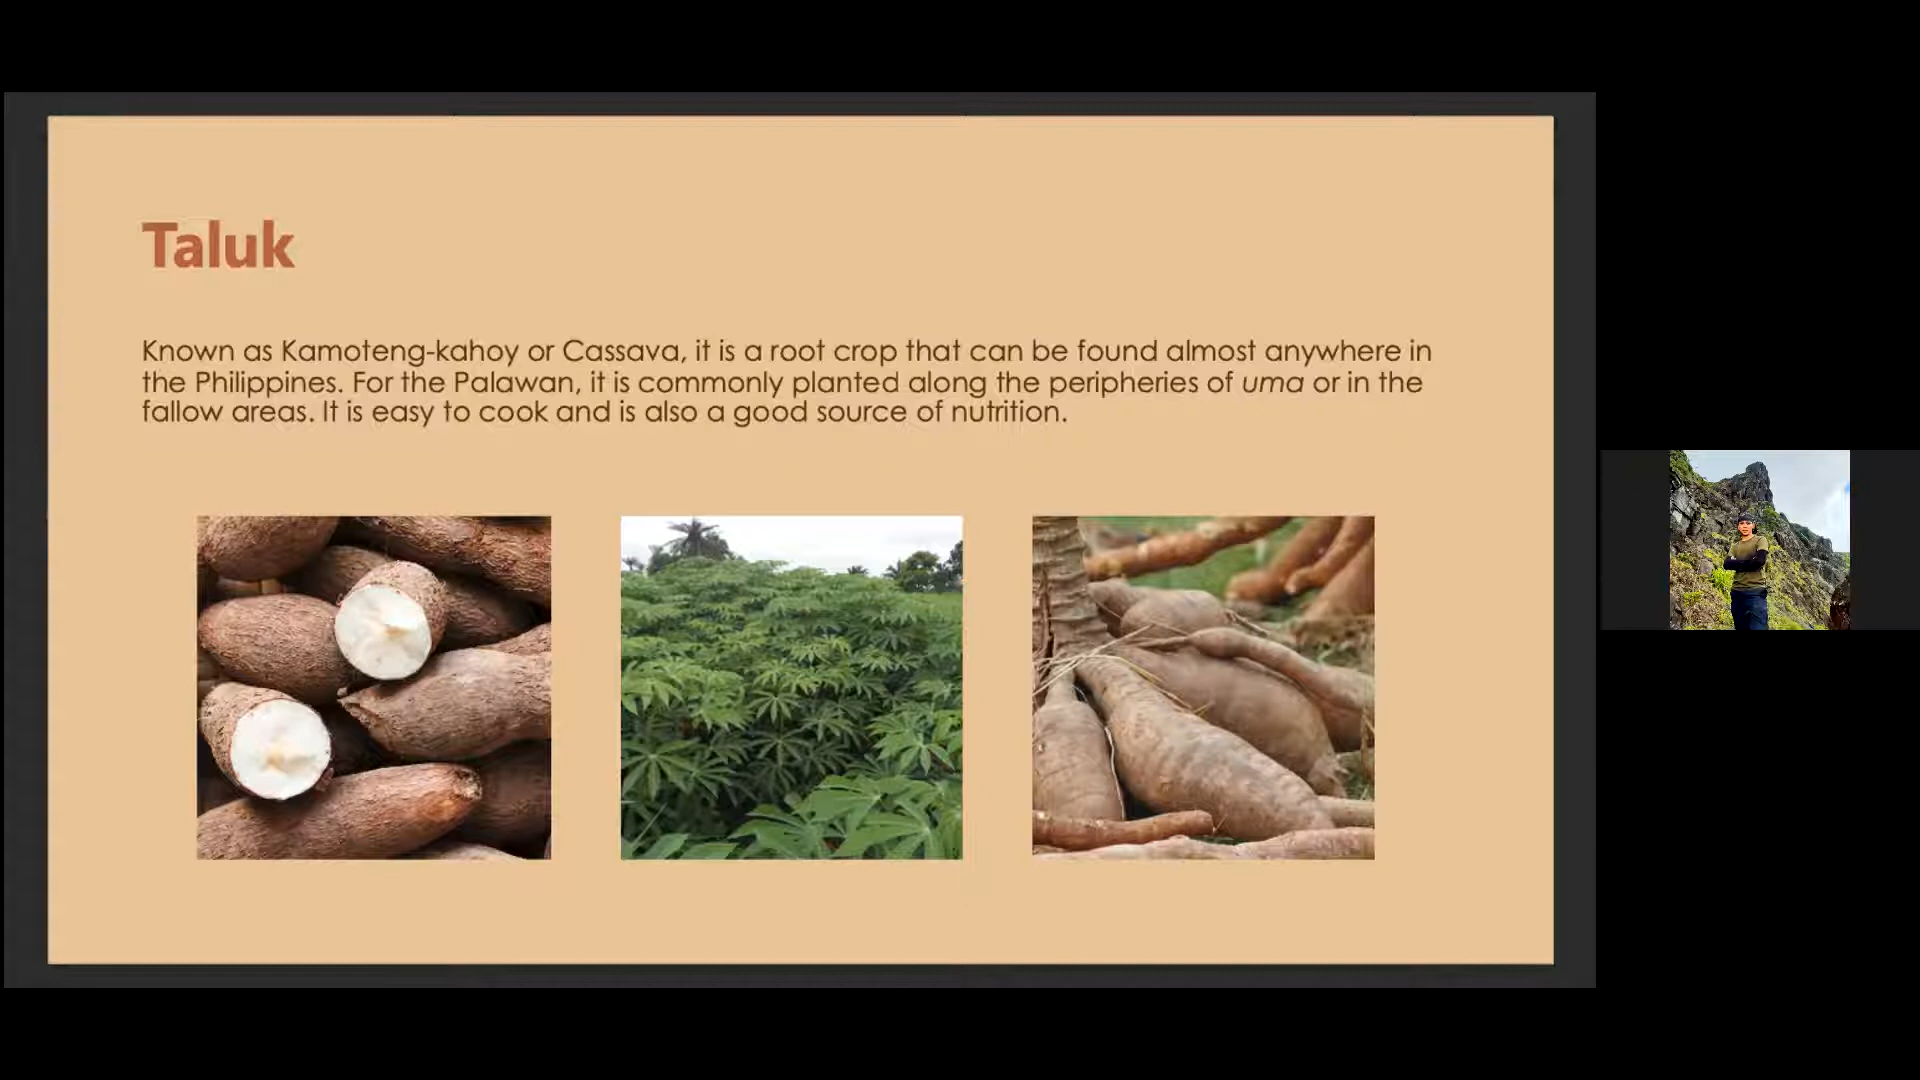 Taluk
Known as Kamoteng-kahoy or Cassava, it is a root crop that can be found almost anywhere in
the Philippines. For the Palawan, it is commonly planted along the peripheries of uma or in the
fallow areas. It is easy to cook and is also a good source of nutrition.